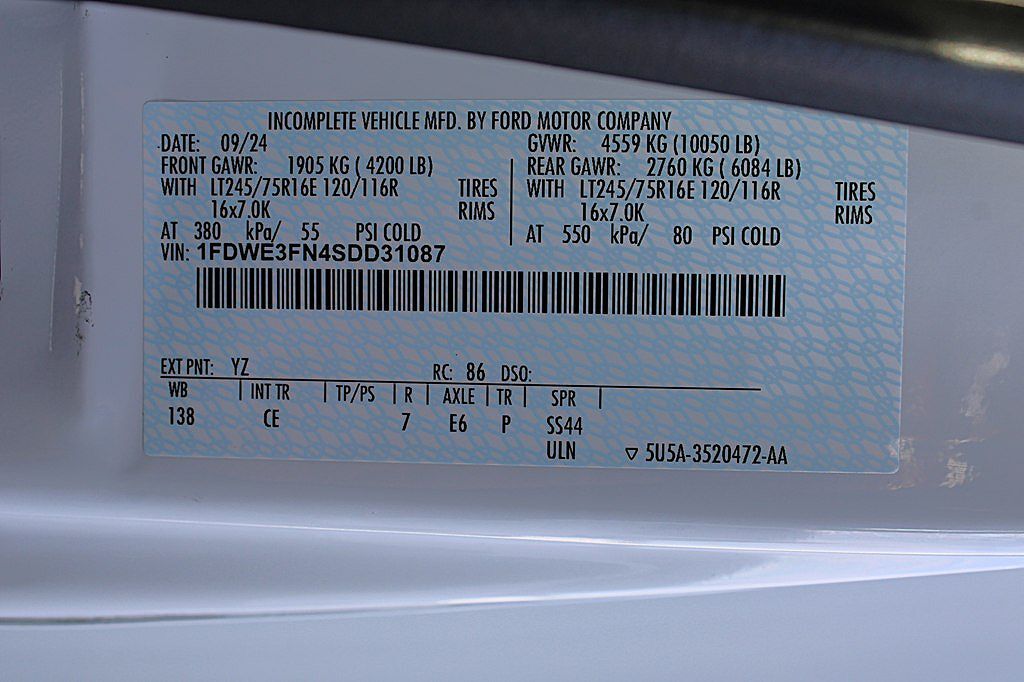 INCOMPLETE VEHICLE MFD. BY FORD MOTOR COMPANY
DATE: 09/24 GVWR: 4559 KG (10050 LB)
FRONT GAWR: 1905 KG ( 4200 LB) REAR GAWR: 2760 KG ( 6084 LB)
WITH LT245/75R16E 120/116R TIRES WITH LT245/75R16E 120/116R TIRES
16x7.0K RIMS 16x7.0K RIMS
AT 380 kPa/ 55 PSI COLD AT 550 kPa/ 80 PSI COLD
VIN: 1FDWE3FN4SDD31087
EXT PNT: YZ RC: 86 DSO:
WB INT TR TP/PS R AXLE TR SPR
138 CE 7 E6 P SS44
ULN ▽ 5U5A-3520472-AA